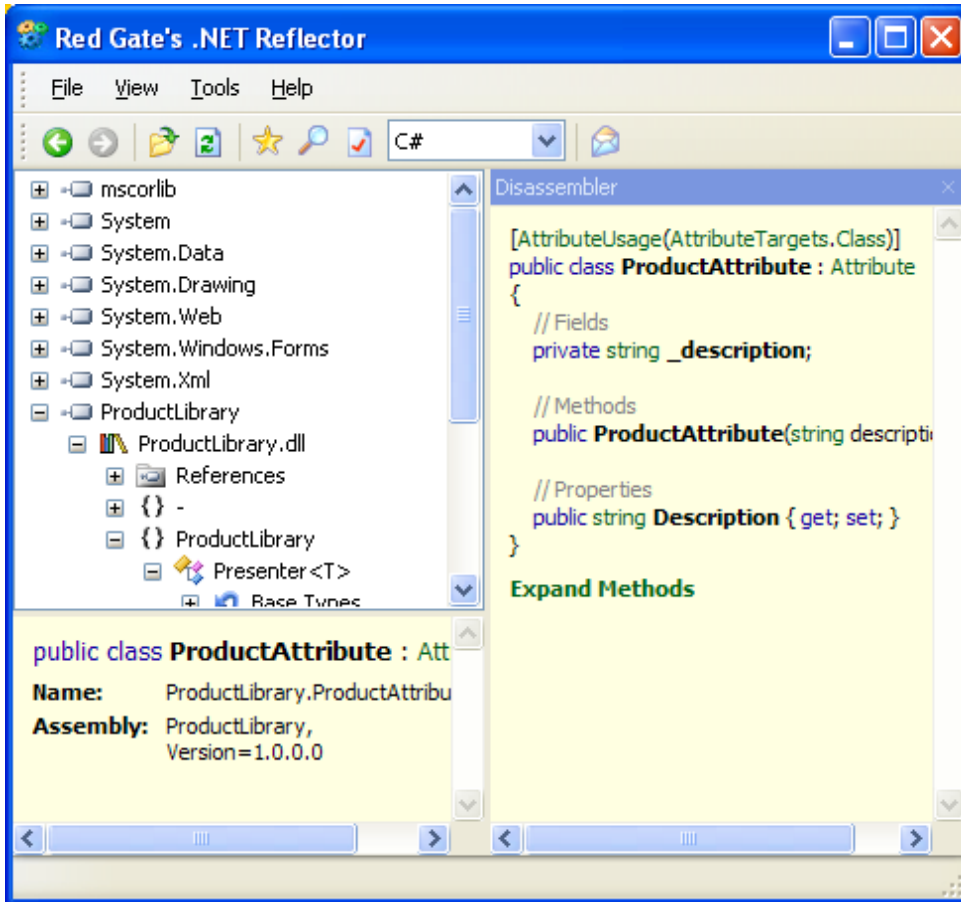 Red Gate's .NET Reflector
File View Tools Help
C#
mscorlib
System
System.Data
System.Drawing
System.Web
System.Windows.Forms
System.Xml
ProductLibrary
ProductLibrary.dll
References
{} -
{} ProductLibrary
Presenter<T>
Base Types
public class ProductAttribute : Att
Name: ProductLibrary.ProductAttribu
Assembly: ProductLibrary,
Version=1.0.0.0
Disassembler
[AttributeUsage(AttributeTargets.Class)]
public class ProductAttribute : Attribute
{
// Fields
private string _description;
// Methods
public ProductAttribute(string descripti
// Properties
public string Description { get; set; }
}
Expand Methods